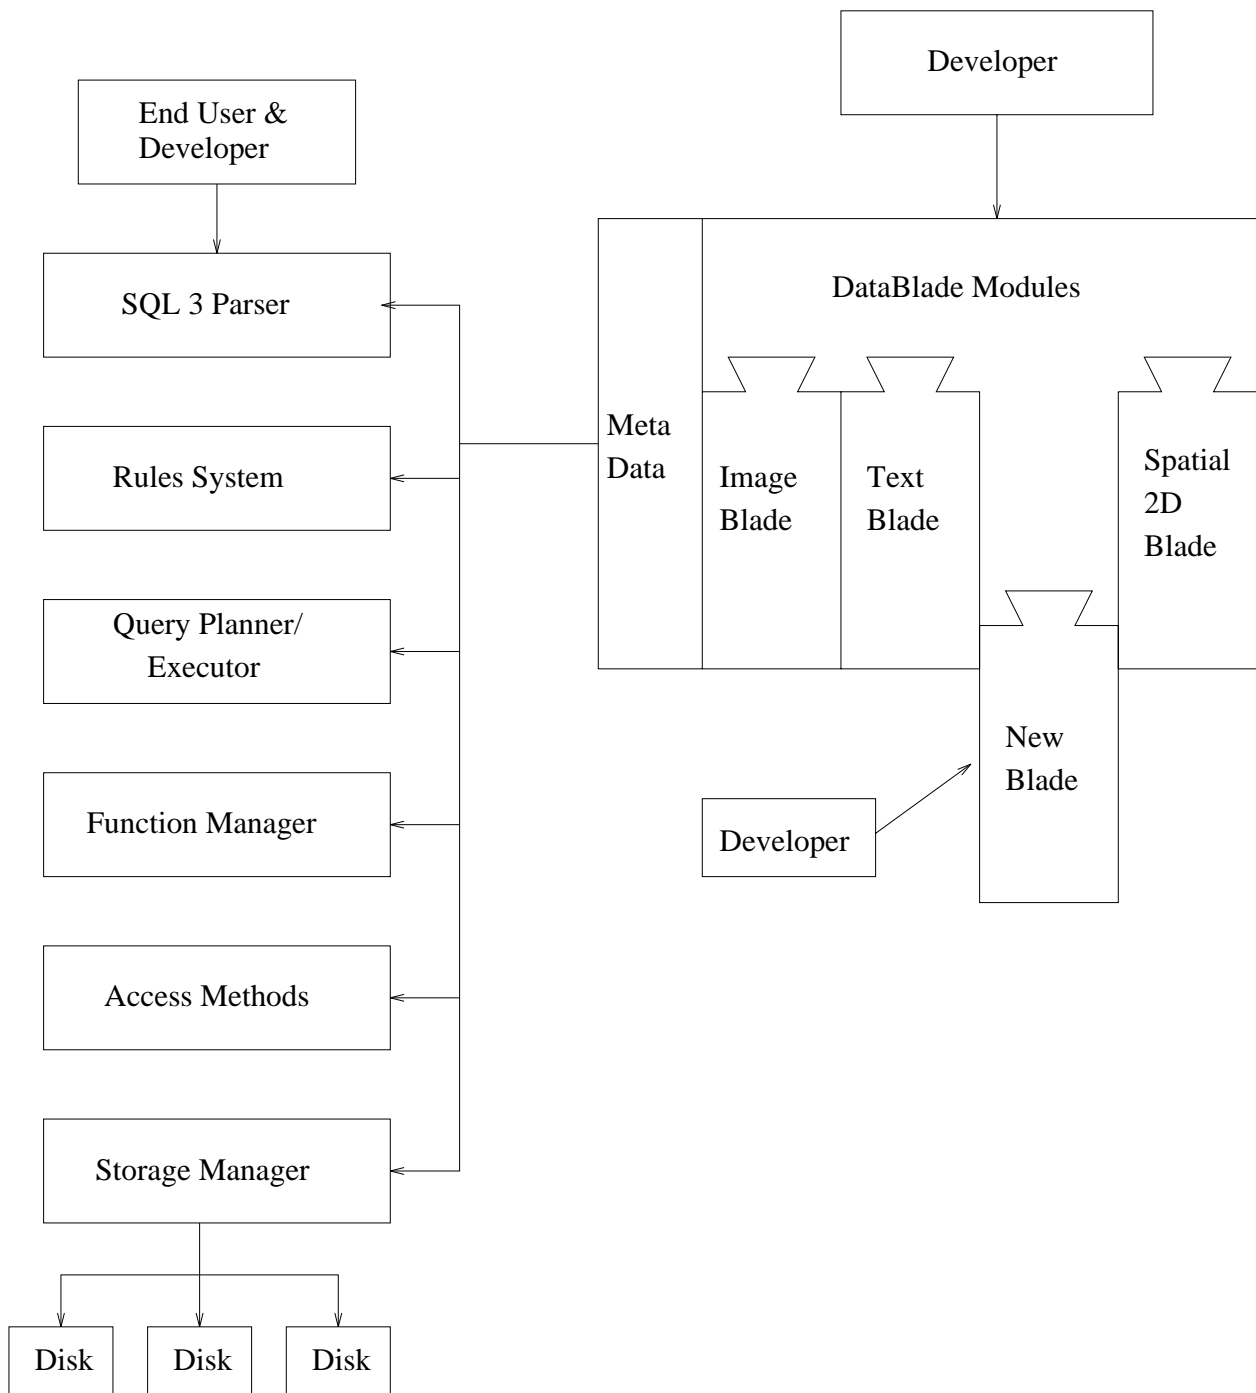 Developer
End User &
Developer
DataBlade Modules
SQL 3 Parser
Meta
Data
Image
Blade
Text
Blade
Spatial
2D
Blade
Rules System
Query Planner/
Executor
New
Blade
Developer
Function Manager
Access Methods
Storage Manager
Disk
Disk
Disk